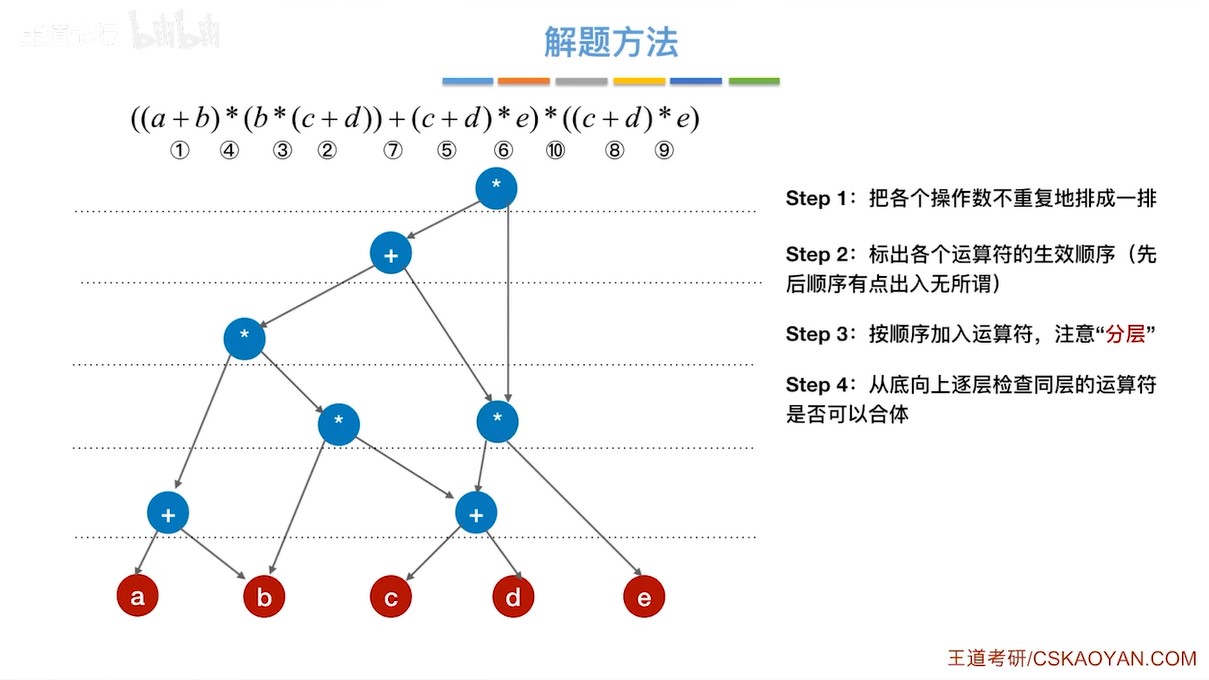 bilibili
解题方法
((a+b)*(b*(c+d))+(c+d)*e)*((c+d)*e)
① ④ ③ ② ⑦ ⑤ ⑥ ⑩ ⑧ ⑨
*
+
*
*
*
+
+
a b c d e
Step 1：把各个操作数不重复地排成一排
Step 2：标出各个运算符的生效顺序（先
后顺序有点出入无所谓）
Step 3：按顺序加入运算符，注意“分层”
Step 4：从底向上逐层检查同层的运算符
是否可以合体
王道考研/CSKAOYAN.COM